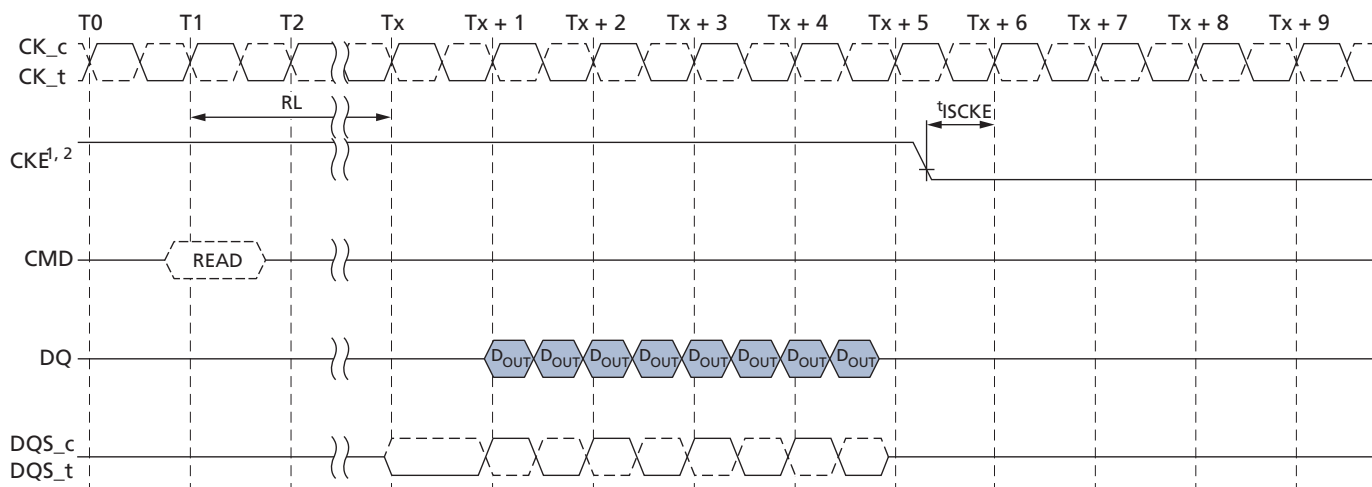 T0 T1 T2 Tx Tx + 1 Tx + 2 Tx + 3 Tx + 4 Tx + 5 Tx + 6 Tx + 7 Tx + 8 Tx + 9
CK_c
CK_t
RL
tISCKE
CKE1, 2
CMD READ
DQ DOUT DOUT DOUT DOUT DOUT DOUT DOUT DOUT
DQS_c
DQS_t